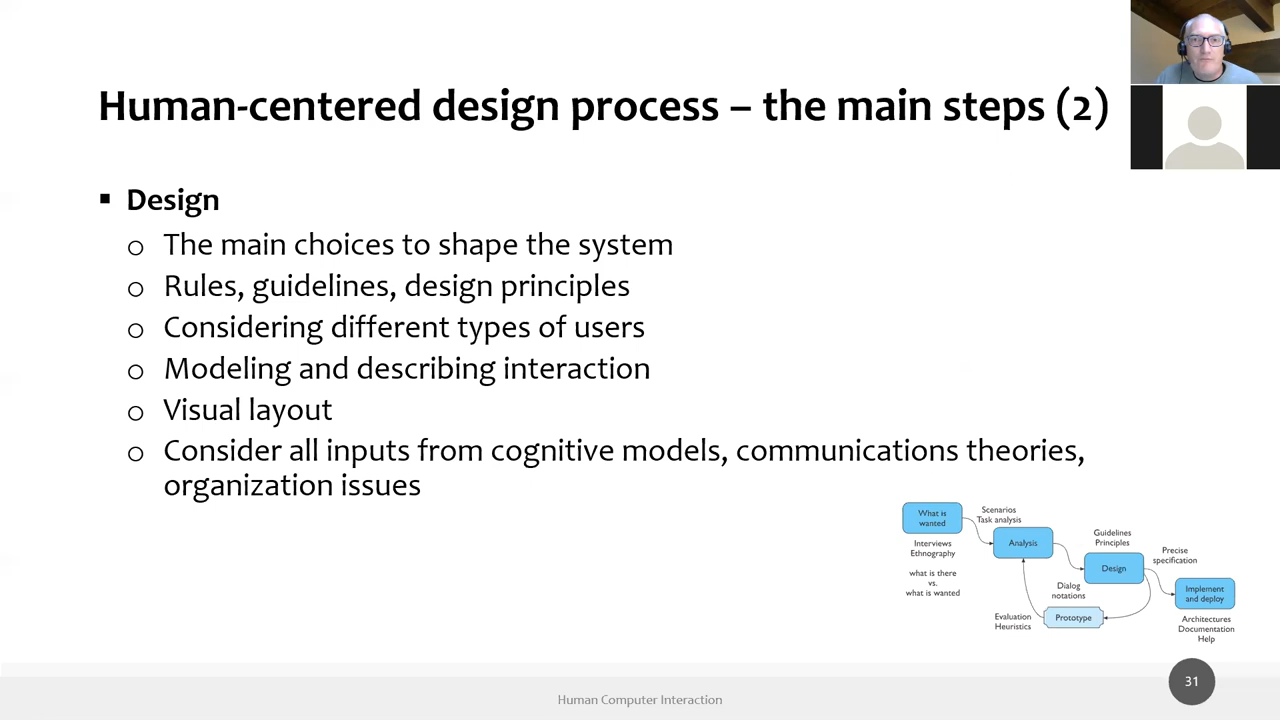 Human-centered design process – the main steps (2)
▪ Design
o The main choices to shape the system
o Rules, guidelines, design principles
o Considering different types of users
o Modeling and describing interaction
o Visual layout
o Consider all inputs from cognitive models, communications theories,
organization issues
What is
wanted
Interviews
Ethnography
what is there
vs.
what is wanted
Scenarios
Task analysis
Analysis
Guidelines
Principles
Design
Dialog
notations
Precise
specification
Implement
and deploy
Architectures
Documentation
Help
Prototype
Evaluation
Heuristics
31
Human Computer Interaction